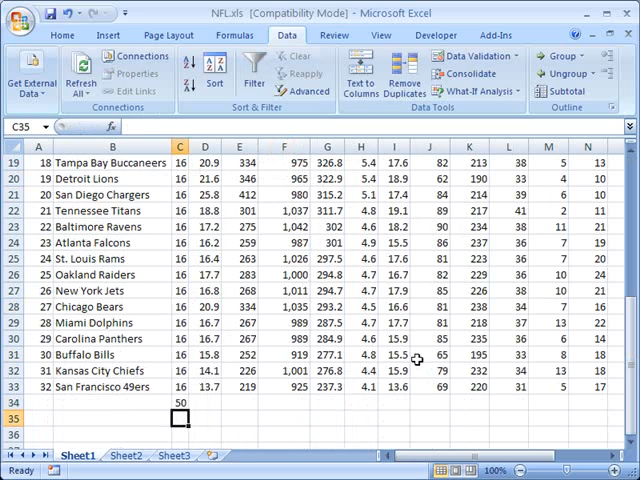 NFL.xls [Compatibility Mode] - Microsoft Excel
Home Insert Page Layout Formulas Data Review View Developer Add-Ins
Get External Data
Refresh All
Connections
Properties
Edit Links
Connections
Sort
Filter
Clear
Reapply
Advanced
Sort & Filter
Text to Columns
Remove Duplicates
Data Validation
Consolidate
What-If Analysis
Data Tools
Group
Ungroup
Subtotal
Outline
C35 fx
A B C D E F G H I J K L M N
19 18 Tampa Bay Buccaneers 16 20.9 334 975 326.8 5.4 17.6 82 213 38 5 13
20 19 Detroit Lions 16 21.6 346 965 322.9 5.4 18.9 62 190 33 4 10
21 20 San Diego Chargers 16 25.8 412 980 315.2 5.1 17.4 84 214 39 6 10
22 21 Tennessee Titans 16 18.8 301 1,037 311.7 4.8 19.1 89 217 41 2 11
23 22 Baltimore Ravens 16 17.2 275 1,042 302 4.6 18.2 90 234 38 11 21
24 23 Atlanta Falcons 16 16.2 259 987 301 4.9 15.5 86 237 36 7 19
25 24 St. Louis Rams 16 16.4 263 1,026 297.5 4.6 17.6 81 223 36 7 20
26 25 Oakland Raiders 16 17.7 283 1,000 294.8 4.7 16.7 82 229 36 10 24
27 26 New York Jets 16 16.8 268 1,011 294.7 4.7 17.9 85 226 38 10 21
28 27 Chicago Bears 16 20.9 334 1,035 293.2 4.5 16.6 81 238 34 7 16
29 28 Miami Dolphins 16 16.7 267 989 287.5 4.7 17.7 81 218 37 13 22
30 29 Carolina Panthers 16 16.7 267 989 284.9 4.6 15.9 85 235 36 6 14
31 30 Buffalo Bills 16 15.8 252 919 277.1 4.8 15.5 65 195 33 8 18
32 31 Kansas City Chiefs 16 14.1 226 1,001 276.8 4.4 15.9 79 232 34 13 18
33 32 San Francisco 49ers 16 13.7 219 925 237.3 4.1 13.6 69 220 31 5 17
34 50
35
36
Sheet1 Sheet2 Sheet3
Ready 100%